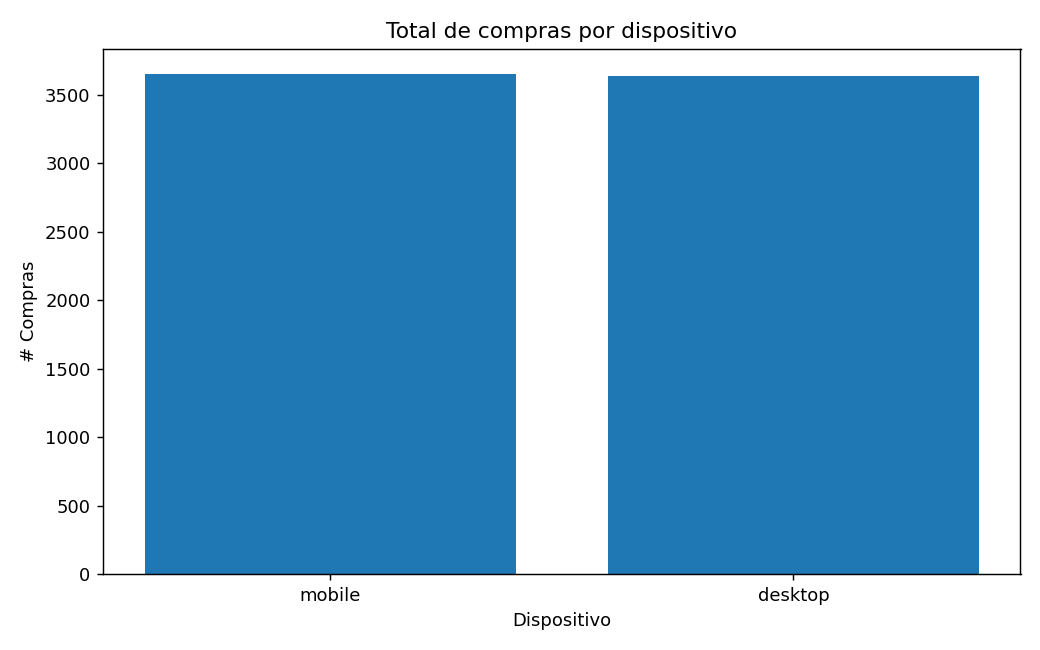 Total de compras por dispositivo
3500
3000
2500
2000
1500
1000
500
0
# Compras
mobile
desktop
Dispositivo